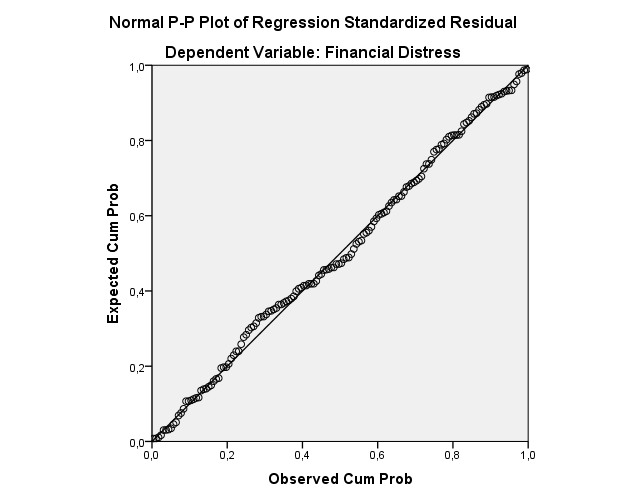 Normal P-P Plot of Regression Standardized Residual
Dependent Variable: Financial Distress
1,0
0,8
0,6
0,4
0,2
0,0
Expected Cum Prob
0,0 0,2 0,4 0,6 0,8 1,0
Observed Cum Prob